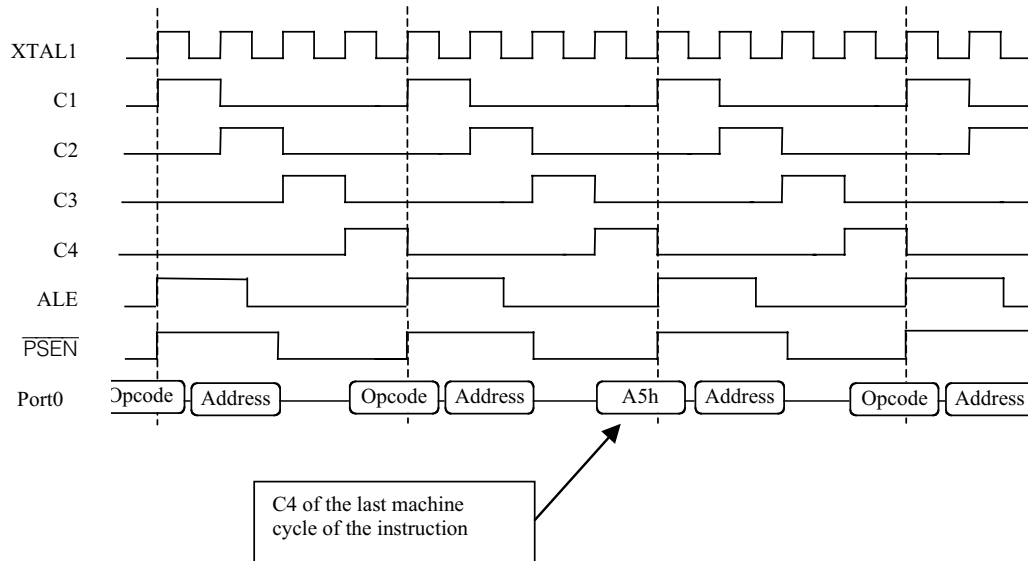 XTAL1
C1
C2
C3
C4
ALE
PSEN
Port0 Opcode Address Opcode Address A5h Address Opcode Address
C4 of the last machine
cycle of the instruction